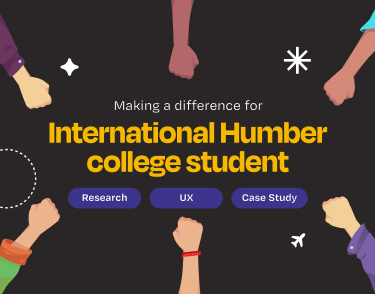 Making a difference for
International Humber
college student
Research
UX
Case Study